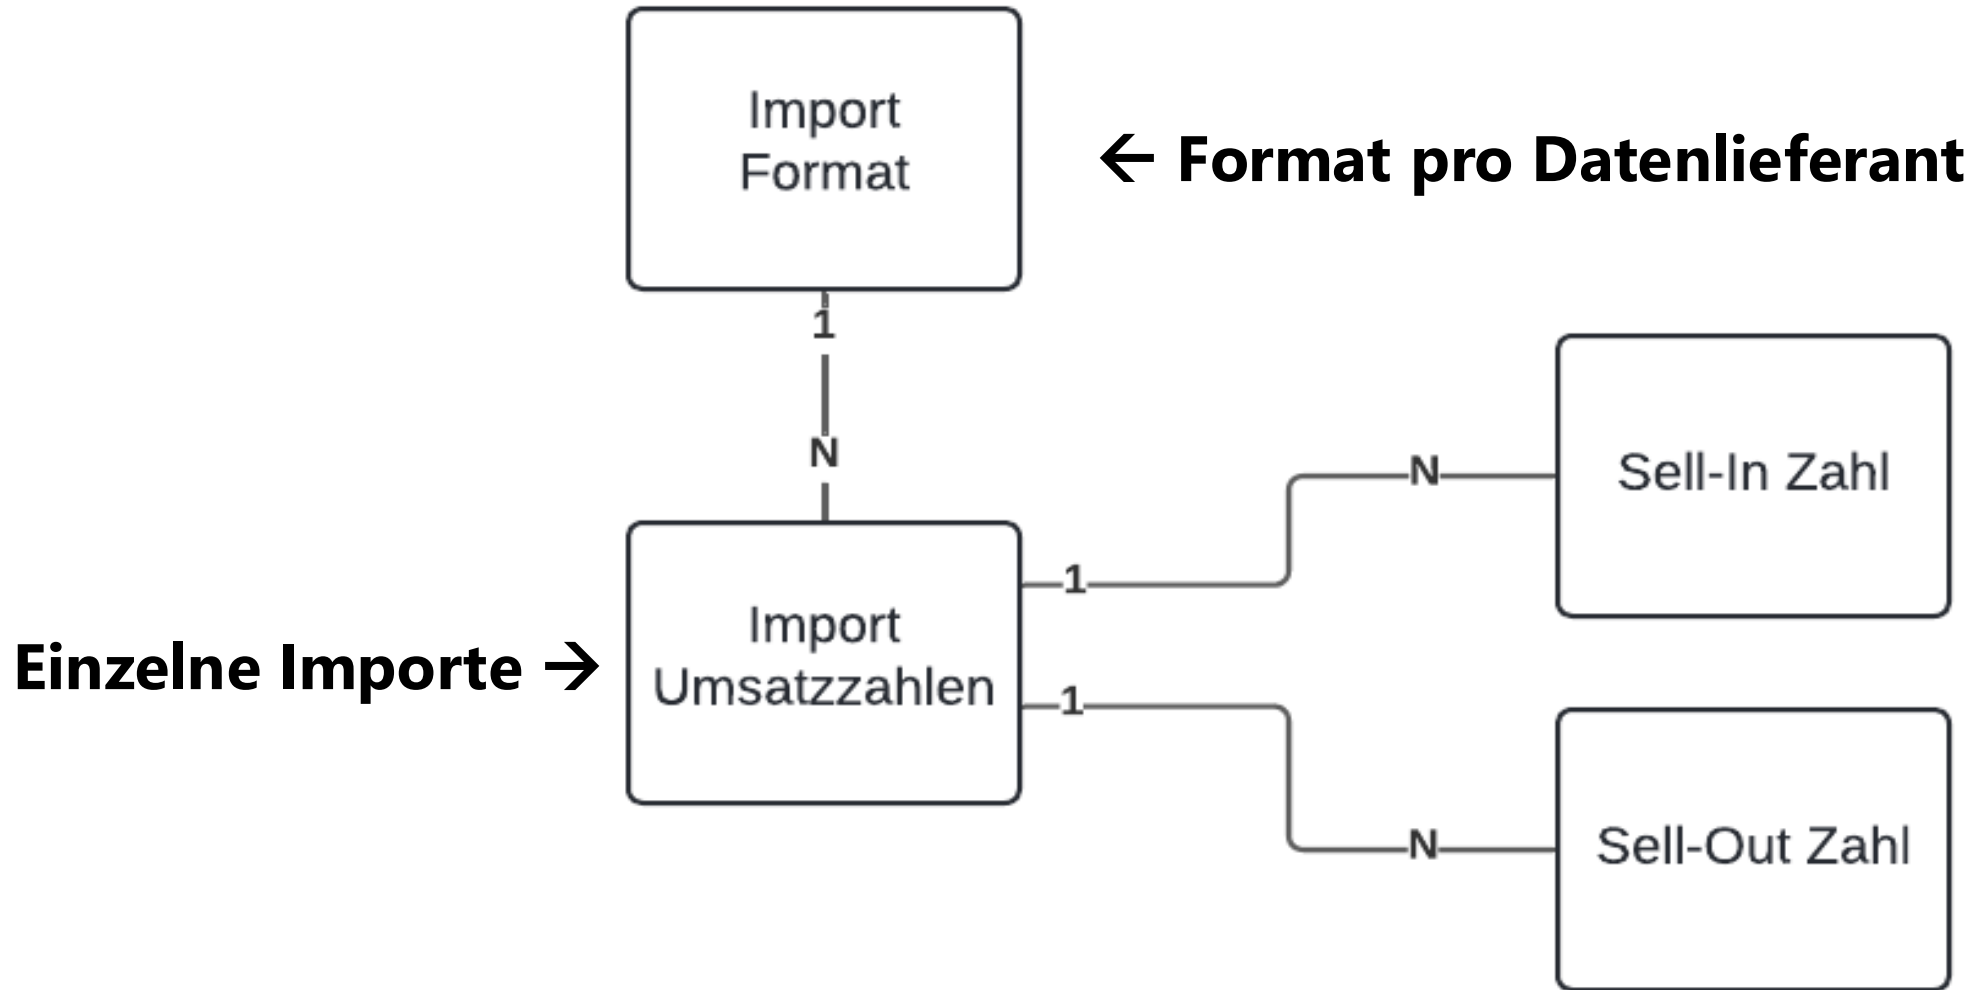 Import
Format
← Format pro Datenlieferant
1
N
N
Sell-In Zahl
1
Import
Umsatzzahlen
Einzelne Importe →
1
N
Sell-Out Zahl